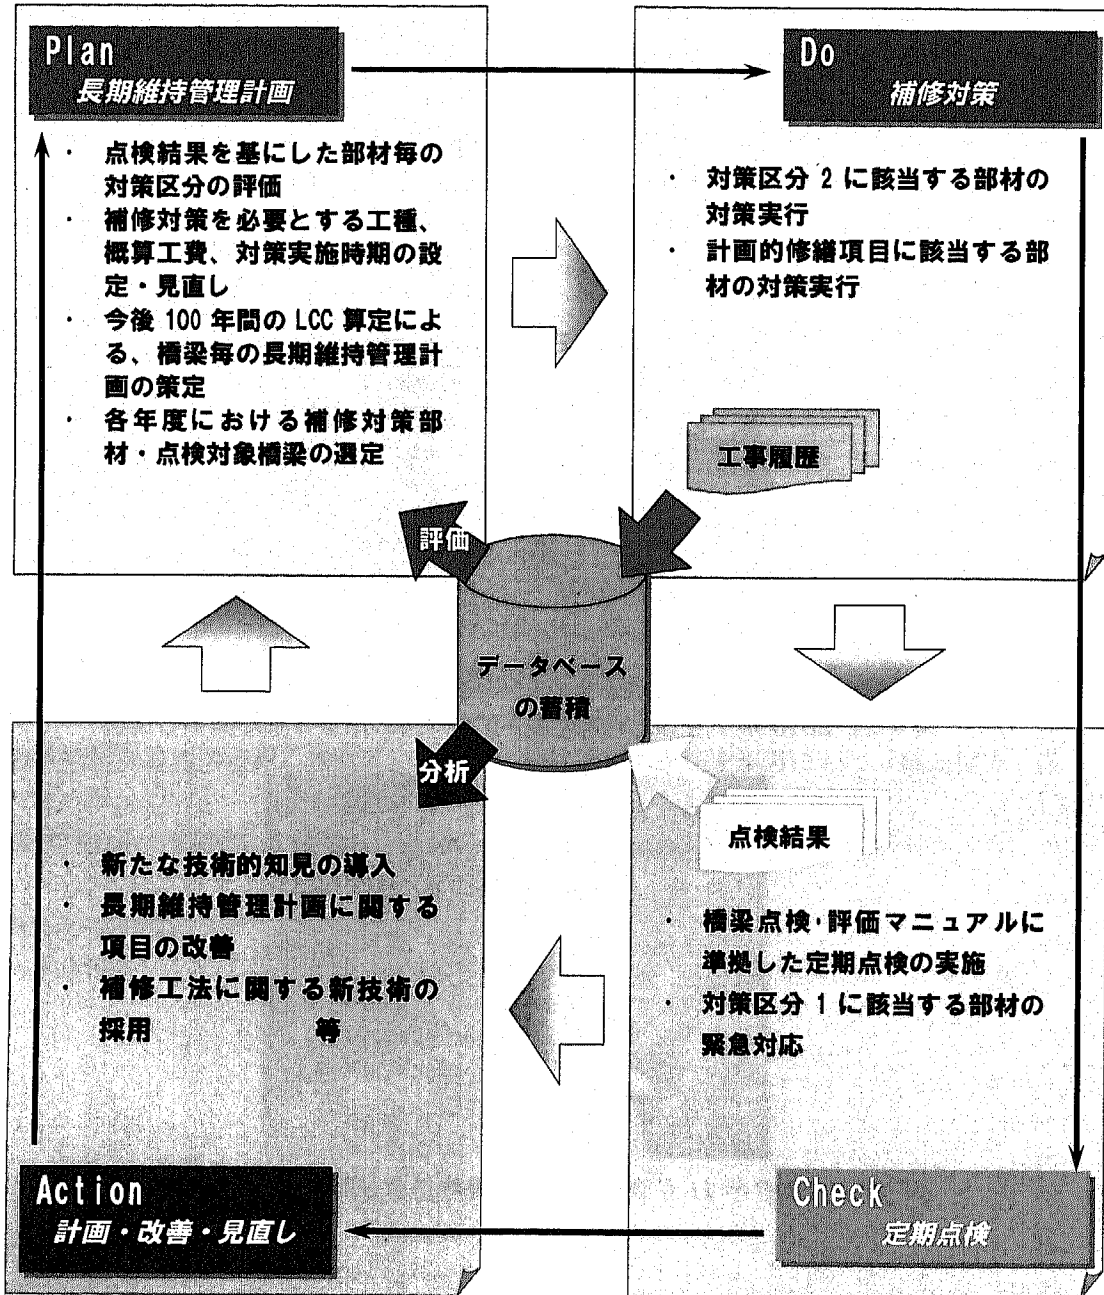 Plan
長期維持管理計画
・ 点検結果を基にした部材毎の
対策区分の評価
・ 補修対策を必要とする工種、
概算工費、対策実施時期の設
定・見直し
・ 今後 100 年間の LCC 算定によ
る、橋梁毎の長期維持管理計
画の策定
・ 各年度における補修対策部
材・点検対象橋梁の選定
Do
補修対策
・ 対策区分 2 に該当する部材の
対策実行
・ 計画的修繕項目に該当する部
材の対策実行
工事履歴
評価
データベース
の蓄積
分析
点検結果
・ 新たな技術的知見の導入
・ 長期維持管理計画に関する
項目の改善
・ 補修工法に関する新技術の
採用 等
Action
計画・改善・見直し
・ 橋梁点検・評価マニュアルに
準拠した定期点検の実施
・ 対策区分 1 に該当する部材の
緊急対応
Check
定期点検